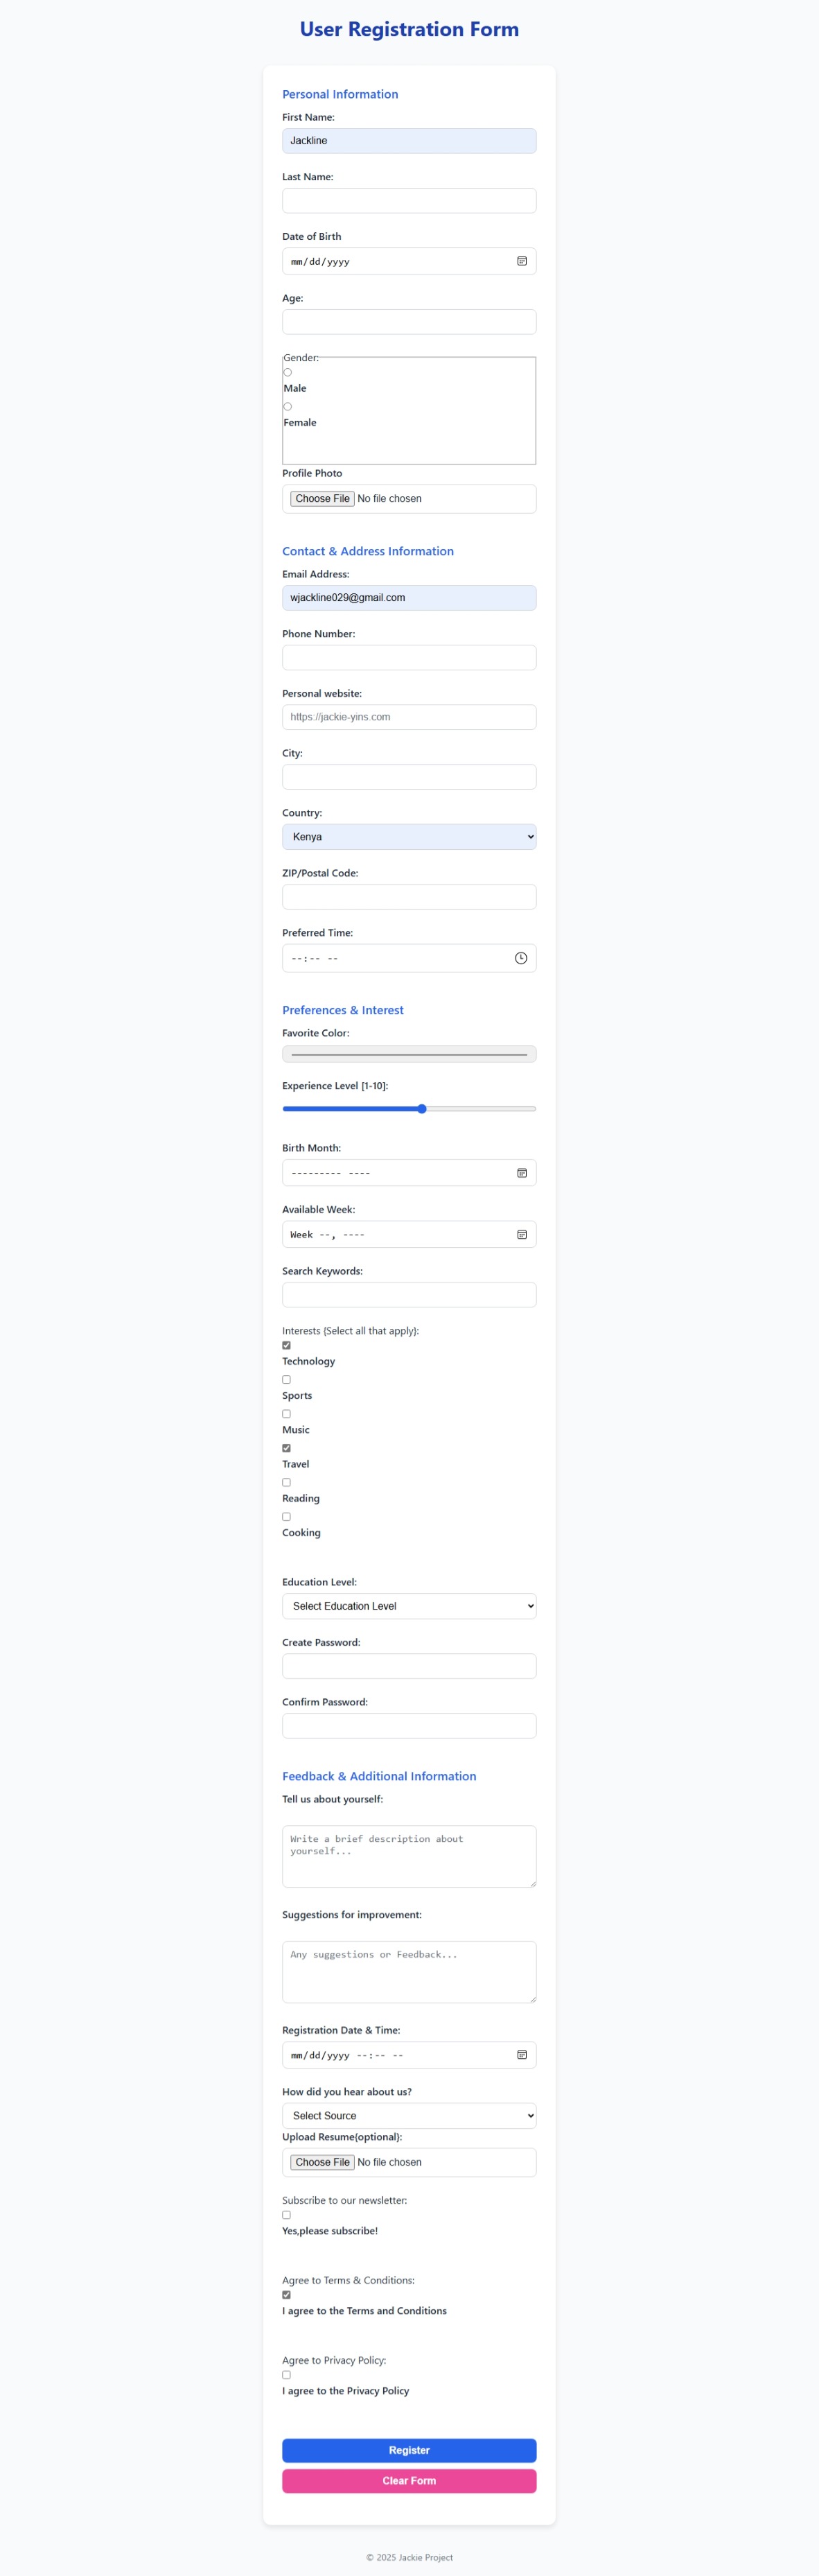 User Registration Form
Personal Information
First Name:
Jackline
Last Name:
Date of Birth
mm/dd/yyyy
Age:
Gender:
Male
Female
Profile Photo
Choose File No file chosen
Contact & Address Information
Email Address:
wjackline029@gmail.com
Phone Number:
Personal website:
https://jackie-yins.com
City:
Country:
Kenya
ZIP/Postal Code:
Preferred Time:
--:-- --
Preferences & Interest
Favorite Color:
Experience Level [1-10]:
Birth Month:
--------- ----
Available Week:
Week --, ----
Search Keywords:
Interests (Select all that apply):
Technology
Sports
Music
Travel
Reading
Cooking
Education Level:
Select Education Level
Create Password:
Confirm Password:
Feedback & Additional Information
Tell us about yourself:
Write a brief description about
yourself...
Suggestions for improvement:
Any suggestions or Feedback...
Registration Date & Time:
mm/dd/yyyy --:-- --
How did you hear about us?
Select Source
Upload Resume(optional):
Choose File No file chosen
Subscribe to our newsletter:
Yes,please subscribe!
Agree to Terms & Conditions:
I agree to the Terms and Conditions
Agree to Privacy Policy:
I agree to the Privacy Policy
Register
Clear Form
© 2025 Jackie Project